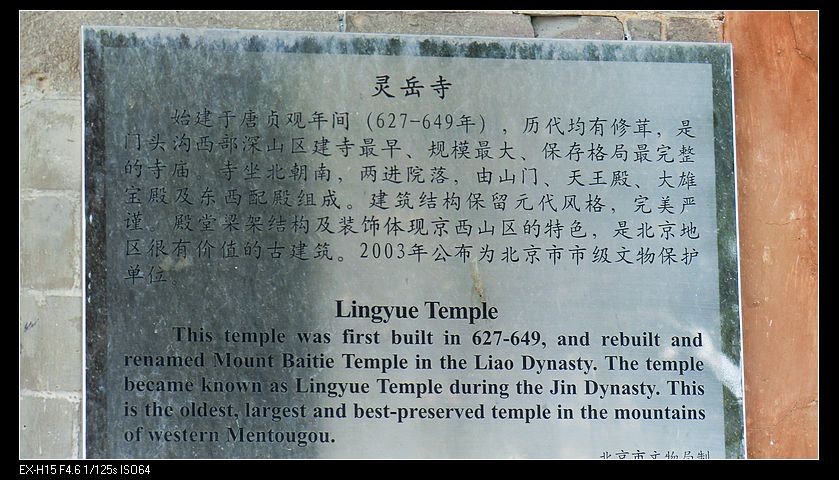 灵岳寺
始建于唐贞观年间（627-649年），历代均有修茸，是
门头沟西部深山区建寺最早、规模最大、保存格局最完整
的寺庙。寺坐北朝南，两进院落，由山门、天王殿、大雄
宝殿及东西配殿组成。建筑结构保留元代风格，完美严
谨。殿堂梁架结构及装饰体现京西山区的特色，是北京地
区很有价值的古建筑。2003年公布为北京市市级文物保护
单位。
Lingyue Temple
This temple was first built in 627-649, and rebuilt and
renamed Mount Baitie Temple in the Liao Dynasty. The temple
became known as Lingyue Temple during the Jin Dynasty. This
is the oldest, largest and best-preserved temple in the mountains
of western Mentougou.
北京市文物局制
EX-H15 F4.6 1/125s ISO64